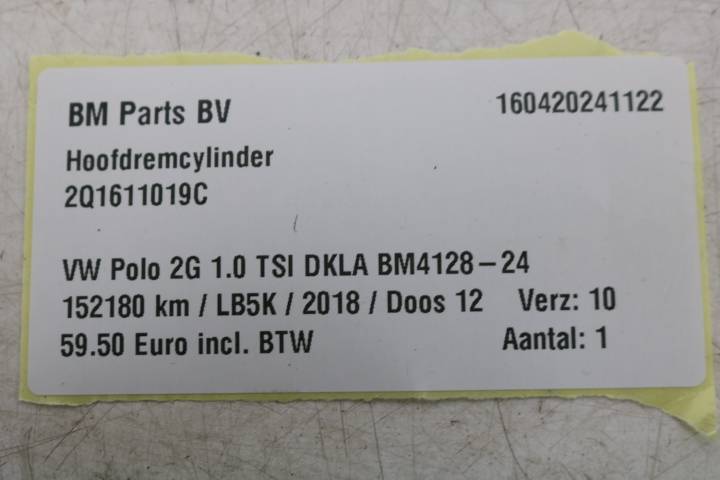 BM Parts BV 160420241122
Hoofdremcylinder
2Q1611019C
VW Polo 2G 1.0 TSI DKLA BM4128-24
152180 km / LB5K / 2018 / Doos 12 Verz: 10
59.50 Euro incl. BTW Aantal: 1